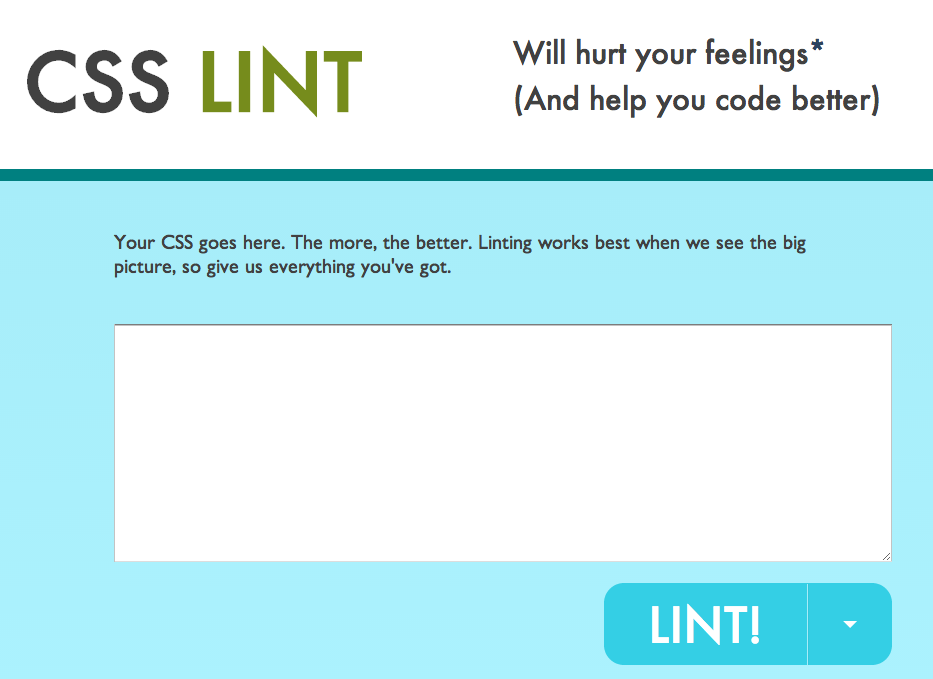 CSS LINT
Will hurt your feelings*
(And help you code better)
Your CSS goes here. The more, the better. Linting works best when we see the big
picture, so give us everything you've got.
LINT!